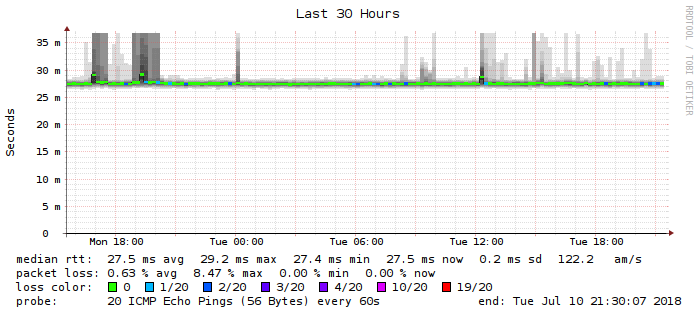 Last 30 Hours
RRDTOOL / TOBI OETIKER
Seconds
35 m
30 m
25 m
20 m
15 m
10 m
5 m
0
Mon 18:00 Tue 00:00 Tue 06:00 Tue 12:00 Tue 18:00
median rtt: 27.5 ms avg 29.2 ms max 27.4 ms min 27.5 ms now 0.2 ms sd 122.2 am/s
packet loss: 0.63 % avg 8.47 % max 0.00 % min 0.00 % now
loss color: 0 1/20 2/20 3/20 4/20 10/20 19/20
probe: 20 ICMP Echo Pings (56 Bytes) every 60s end: Tue Jul 10 21:30:07 2018